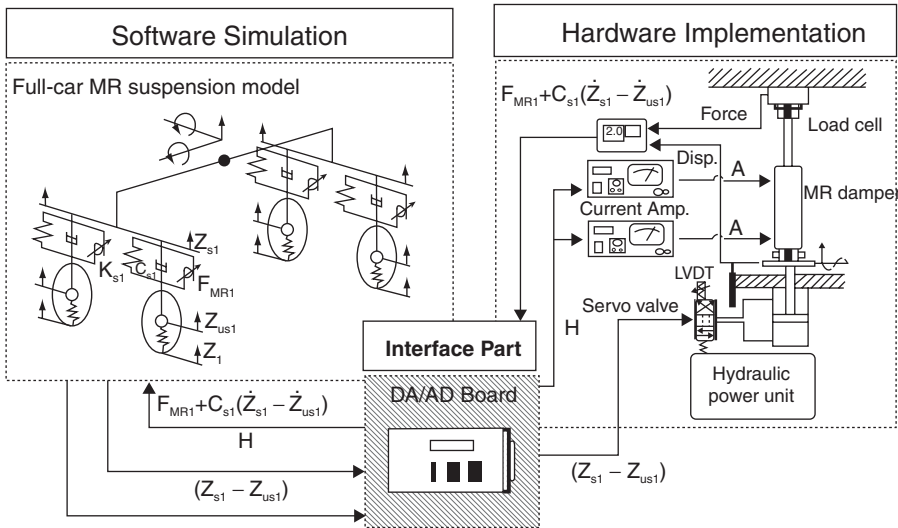 Software Simulation
Hardware Implementation
Full-car MR suspension model
F_MR1+C_s1(Ż_s1 − Ż_us1)
Force
Load cell
2.0
Disp.
A
MR damper
Current Amp.
A
Z_s1
K_s1
C_s1
F_MR1
LVDT
Servo valve
H
Z_us1
Z_1
Interface Part
Hydraulic
power unit
DA/AD Board
F_MR1+C_s1(Ż_s1 − Ż_us1)
H
(Z_s1 − Z_us1)
(Z_s1 − Z_us1)